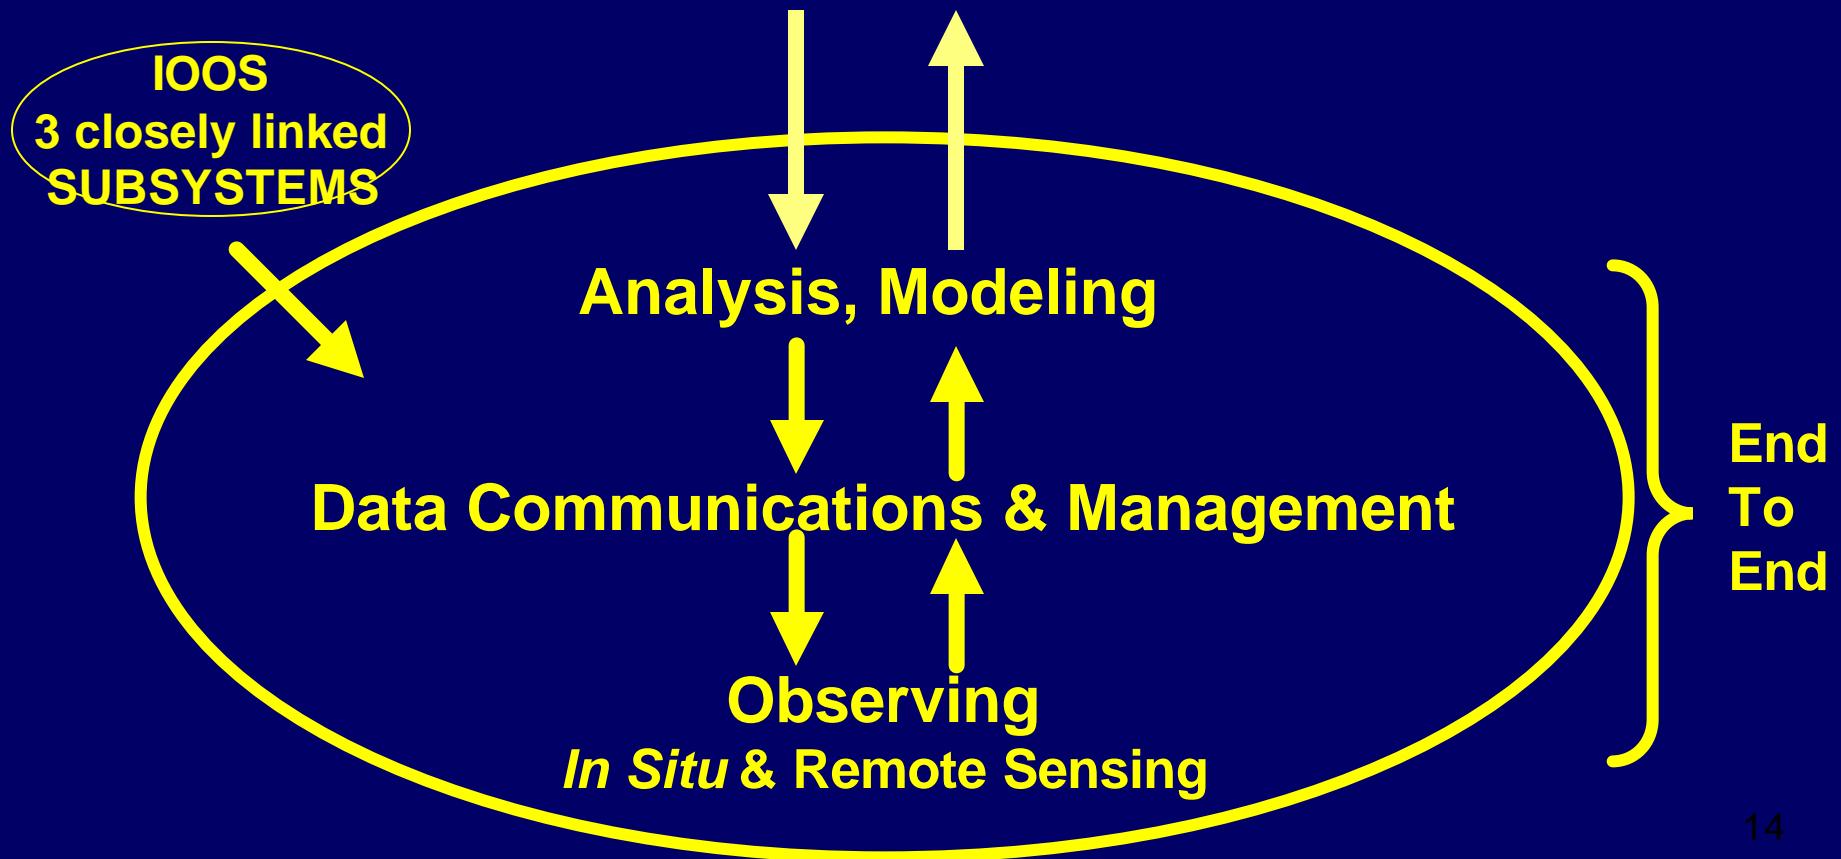 IOOS
3 closely linked
SUBSYSTEMS
Analysis, Modeling
Data Communications & Management
Observing
In Situ & Remote Sensing
End
To
End
14